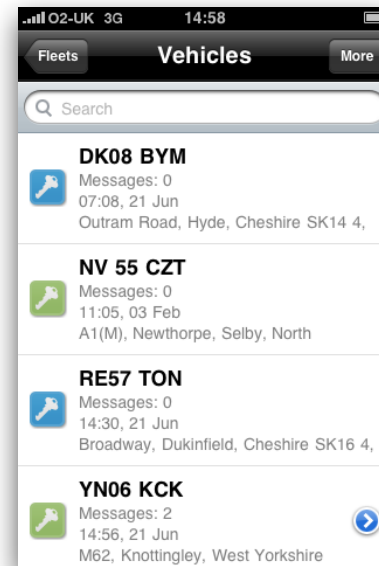 O2-UK 3G 14:58
Fleets Vehicles More
Search
DK08 BYM
Messages: 0
07:08, 21 Jun
Outram Road, Hyde, Cheshire SK14 4,
NV 55 CZT
Messages: 0
11:05, 03 Feb
A1(M), Newthorpe, Selby, North
RE57 TON
Messages: 0
14:30, 21 Jun
Broadway, Dukinfield, Cheshire SK16 4,
YN06 KCK
Messages: 2
14:56, 21 Jun
M62, Knottingley, West Yorkshire